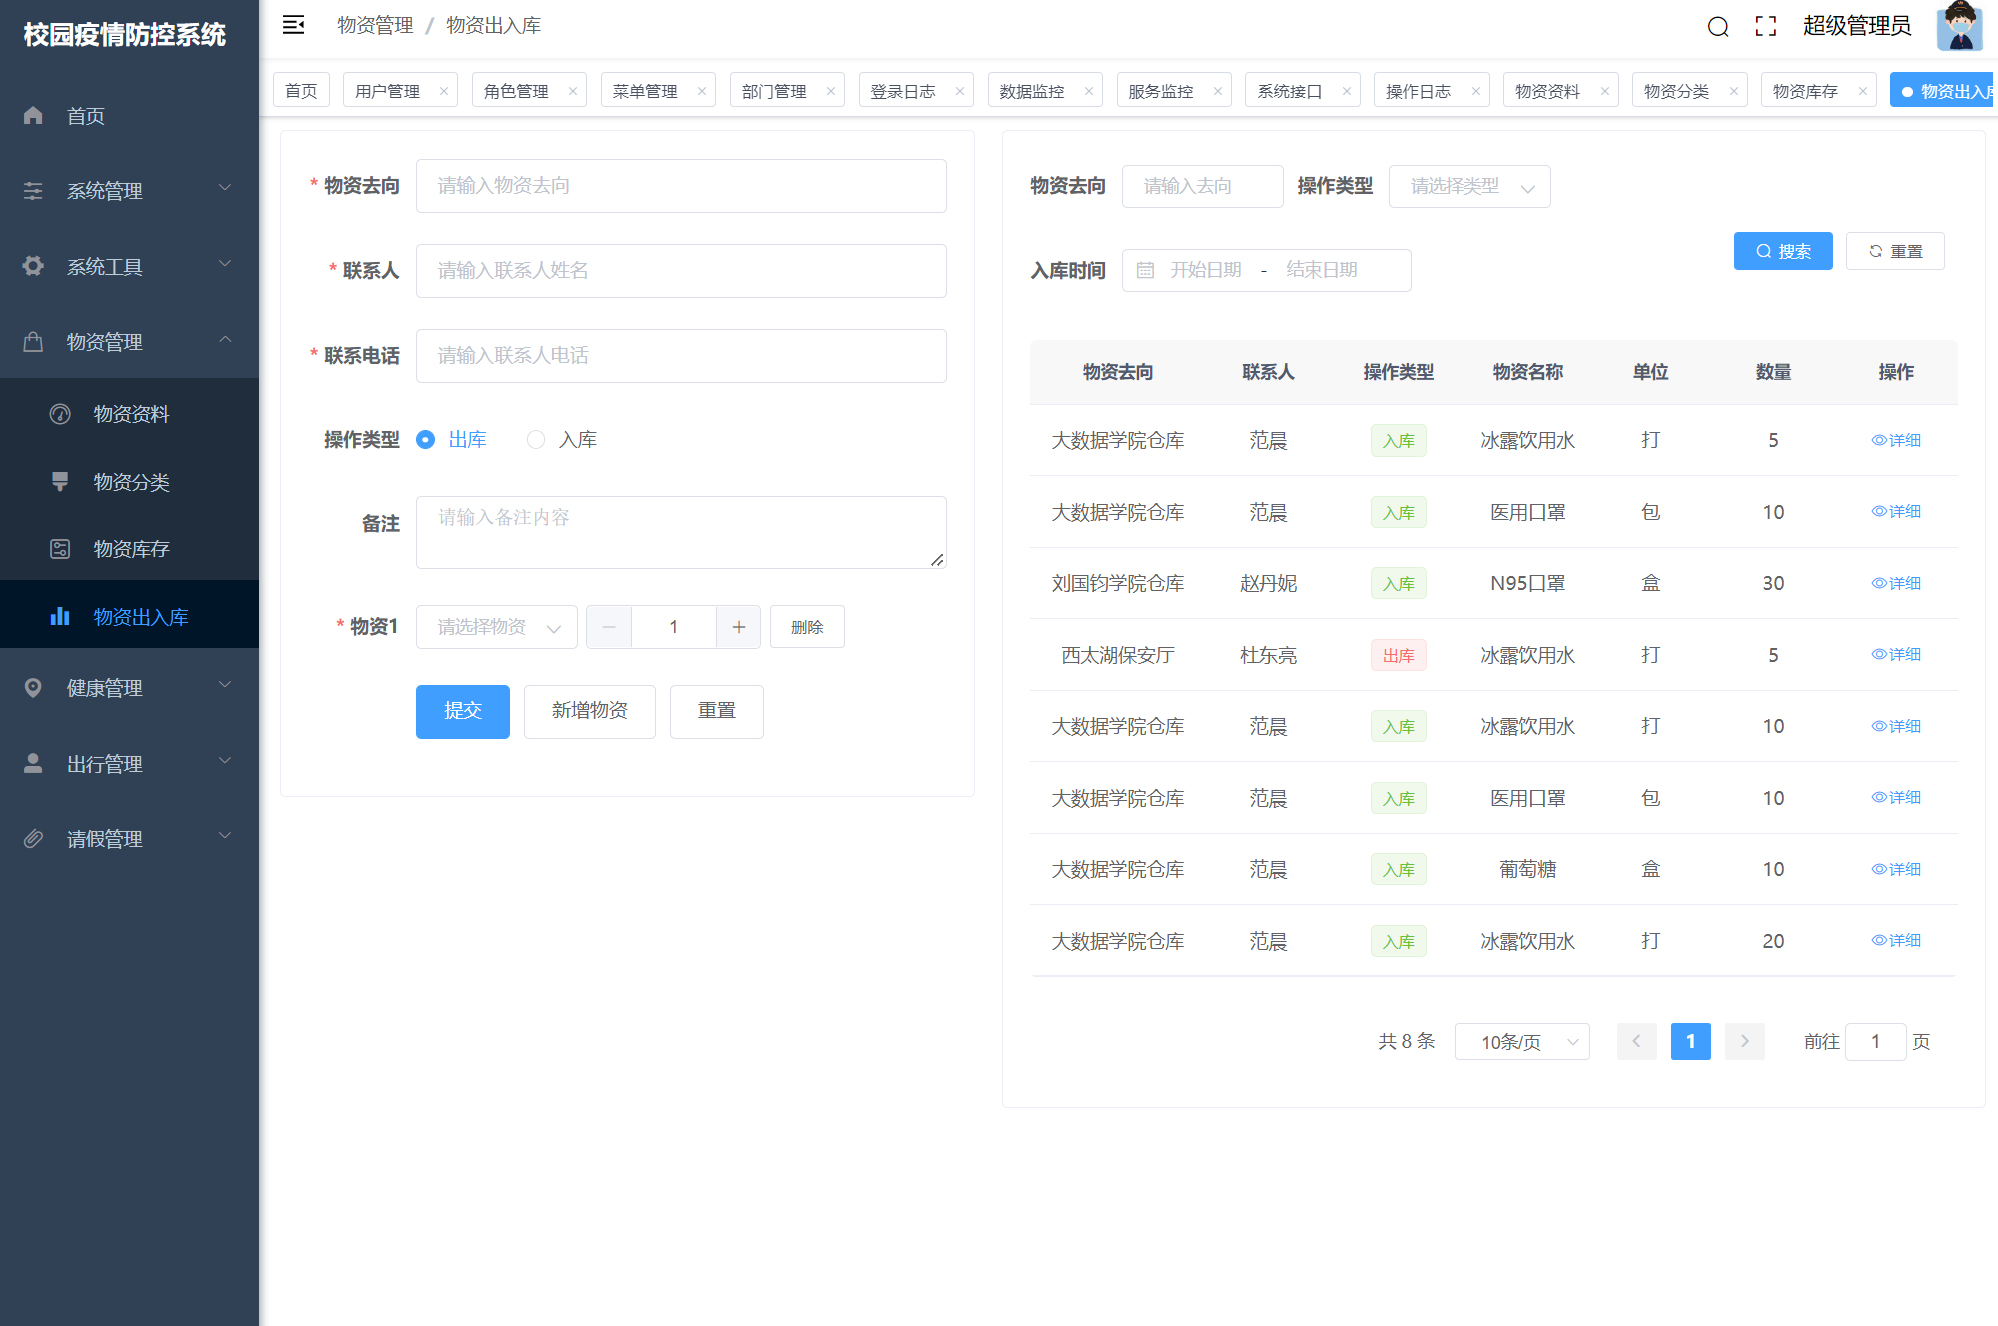 校园疫情防控系统
首页
系统管理
系统工具
物资管理
物资资料
物资分类
物资库存
物资出入库
健康管理
出行管理
请假管理
物资管理 / 物资出入库
超级管理员
首页 用户管理 × 角色管理 × 菜单管理 × 部门管理 × 登录日志 × 数据监控 × 服务监控 × 系统接口 × 操作日志 × 物资资料 × 物资分类 × 物资库存 × 物资出入库
* 物资去向 请输入物资去向
* 联系人 请输入联系人姓名
* 联系电话 请输入联系人电话
操作类型 出库 入库
备注 请输入备注内容
* 物资1 请选择物资 − 1 + 删除
提交 新增物资 重置
物资去向 请输入去向 操作类型 请选择类型
入库时间 开始日期 - 结束日期 搜索 重置
物资去向 联系人 操作类型 物资名称 单位 数量 操作
大数据学院仓库 范晨 入库 冰露饮用水 打 5 详细
大数据学院仓库 范晨 入库 医用口罩 包 10 详细
刘国钧学院仓库 赵丹妮 入库 N95口罩 盒 30 详细
西太湖保安厅 杜东亮 出库 冰露饮用水 打 5 详细
大数据学院仓库 范晨 入库 冰露饮用水 打 10 详细
大数据学院仓库 范晨 入库 医用口罩 包 10 详细
大数据学院仓库 范晨 入库 葡萄糖 盒 10 详细
大数据学院仓库 范晨 入库 冰露饮用水 打 20 详细
共 8 条 10条/页 1 前往 1 页